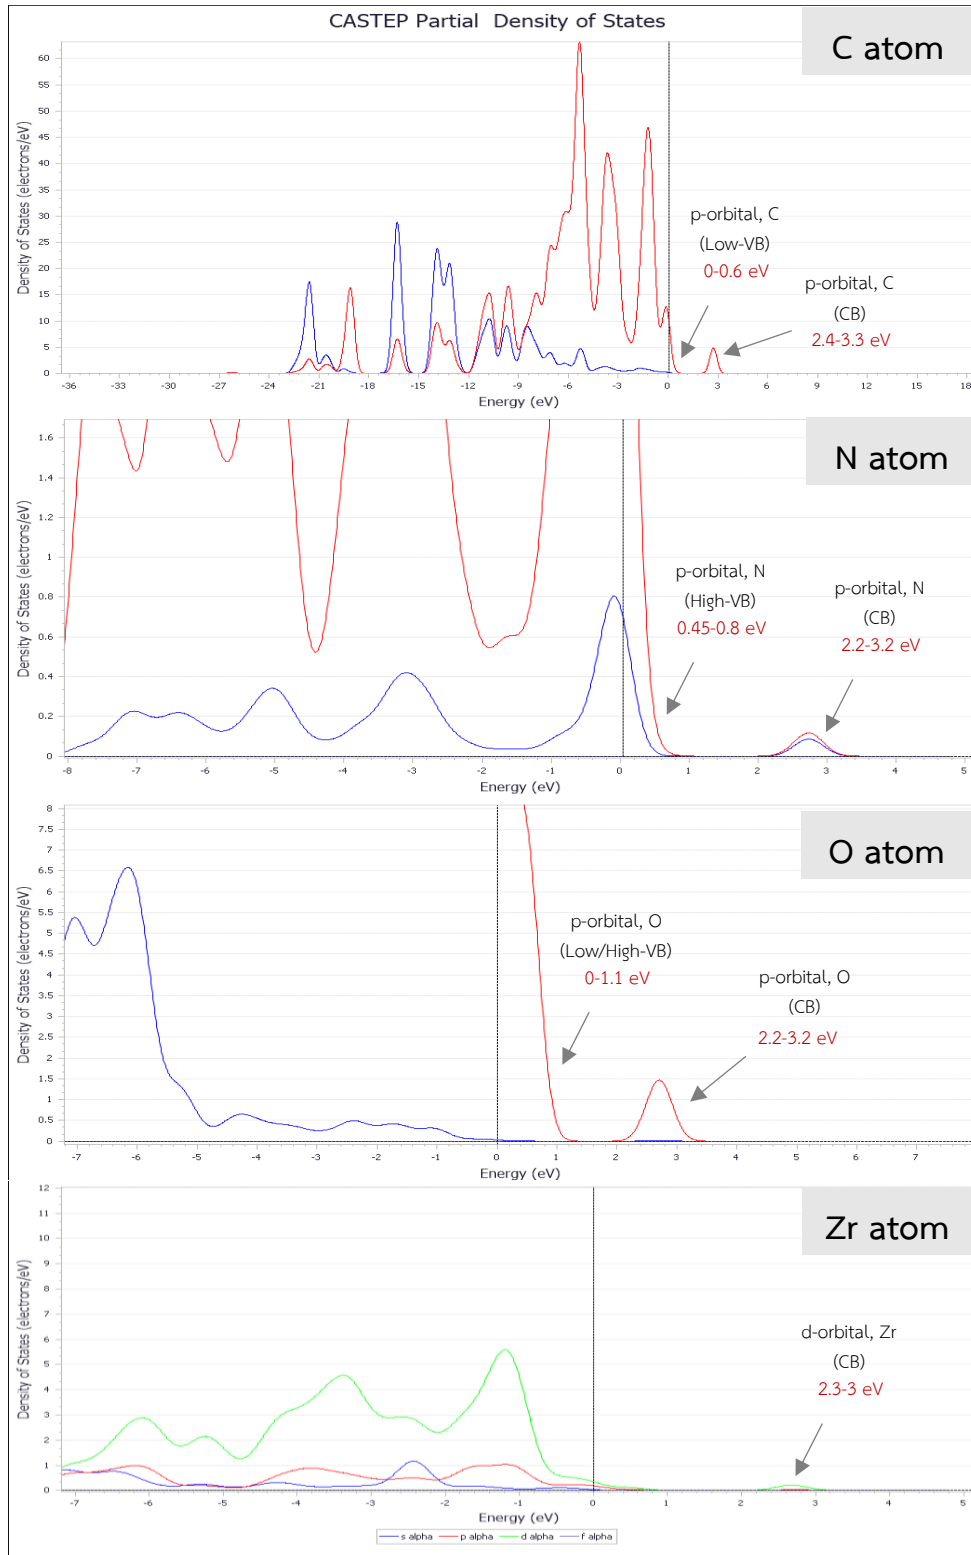 CASTEP Partial Density of States
C atom
Density of States (electrons/eV)
60
55
50
45
40
35
30
25
20
15
10
5
0
p-orbital, C
(Low-VB)
0-0.6 eV
p-orbital, C
(CB)
2.4-3.3 eV
-36 -33 -30 -27 -24 -21 -18 -15 -12 -9 -6 -3 0 3 6 9 12 15 18
Energy (eV)
N atom
Density of States (electrons/eV)
1.6
1.4
1.2
1
0.8
0.6
0.4
0.2
0
p-orbital, N
(High-VB)
0.45-0.8 eV
p-orbital, N
(CB)
2.2-3.2 eV
-8 -7 -6 -5 -4 -3 -2 -1 0 1 2 3 4 5
Energy (eV)
O atom
Density of States (electrons/eV)
8
7.5
7
6.5
6
5.5
5
4.5
4
3.5
3
2.5
2
1.5
1
0.5
0
p-orbital, O
(Low/High-VB)
0-1.1 eV
p-orbital, O
(CB)
2.2-3.2 eV
-7 -6 -5 -4 -3 -2 -1 0 1 2 3 4 5 6 7
Energy (eV)
Zr atom
Density of States (electrons/eV)
12
11
10
9
8
7
6
5
4
3
2
1
0
d-orbital, Zr
(CB)
2.3-3 eV
-7 -6 -5 -4 -3 -2 -1 0 1 2 3 4 5
Energy (eV)
s alpha p alpha d alpha f alpha